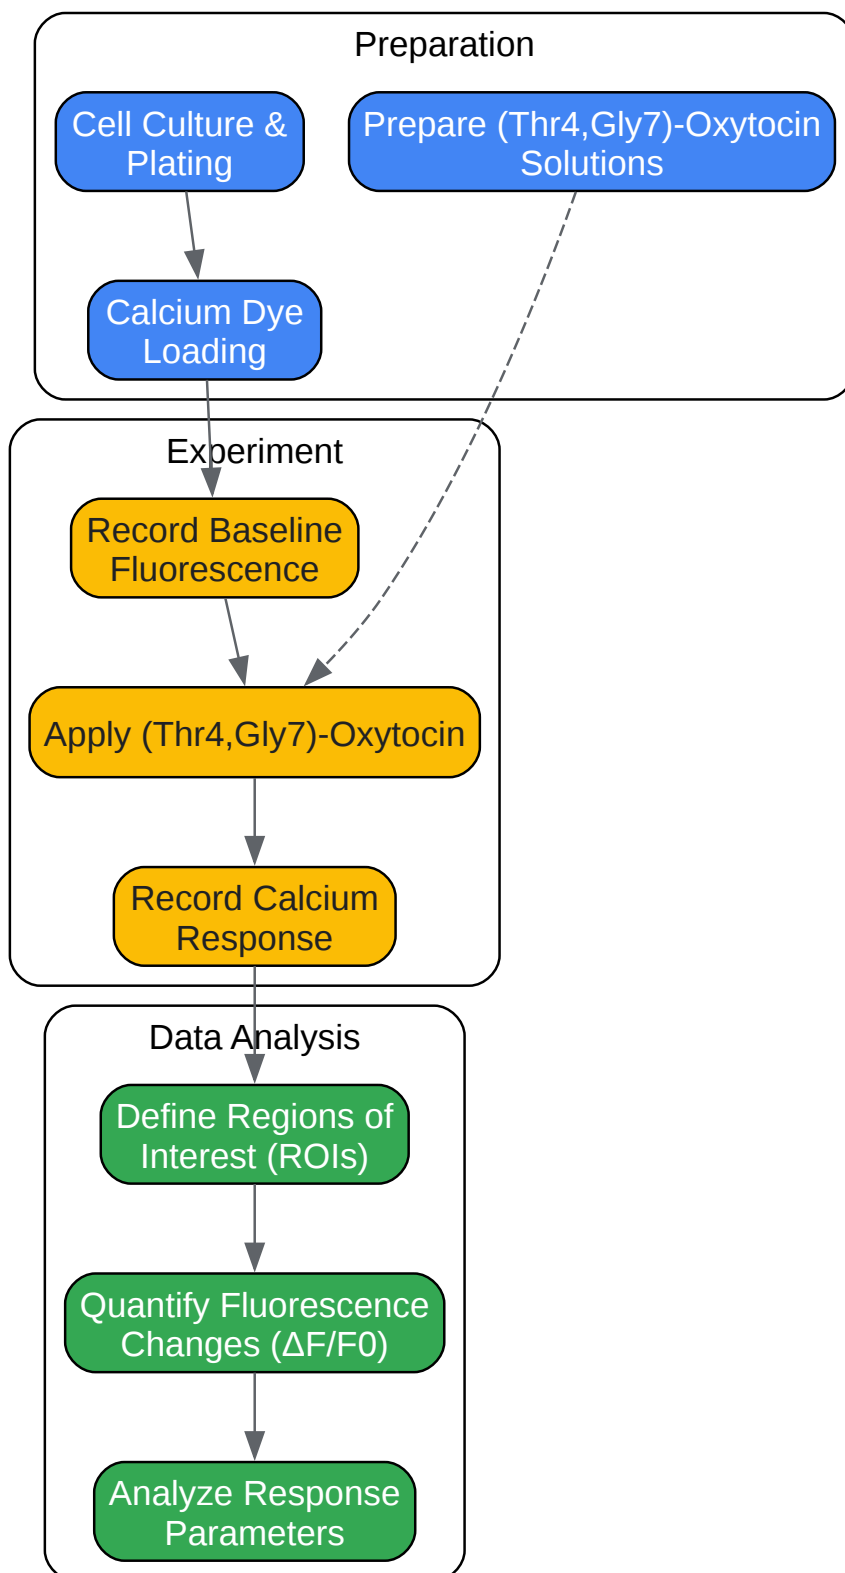 Preparation
Cell Culture &
Plating
Prepare (Thr4,Gly7)-Oxytocin
Solutions
Calcium Dye
Loading
Experiment
Record Baseline
Fluorescence
Apply (Thr4,Gly7)-Oxytocin
Record Calcium
Response
Data Analysis
Define Regions of
Interest (ROIs)
Quantify Fluorescence
Changes (ΔF/F0)
Analyze Response
Parameters